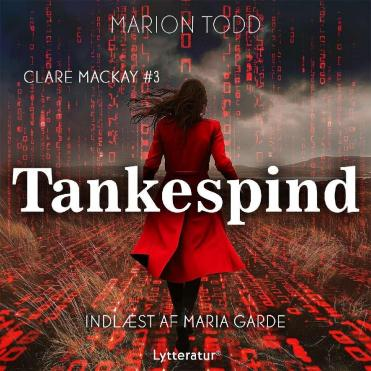 MARION TODD
CLARE MACKAY #3
Tankespind
INDLÆST AF MARIA GARDE
Lytteratur®